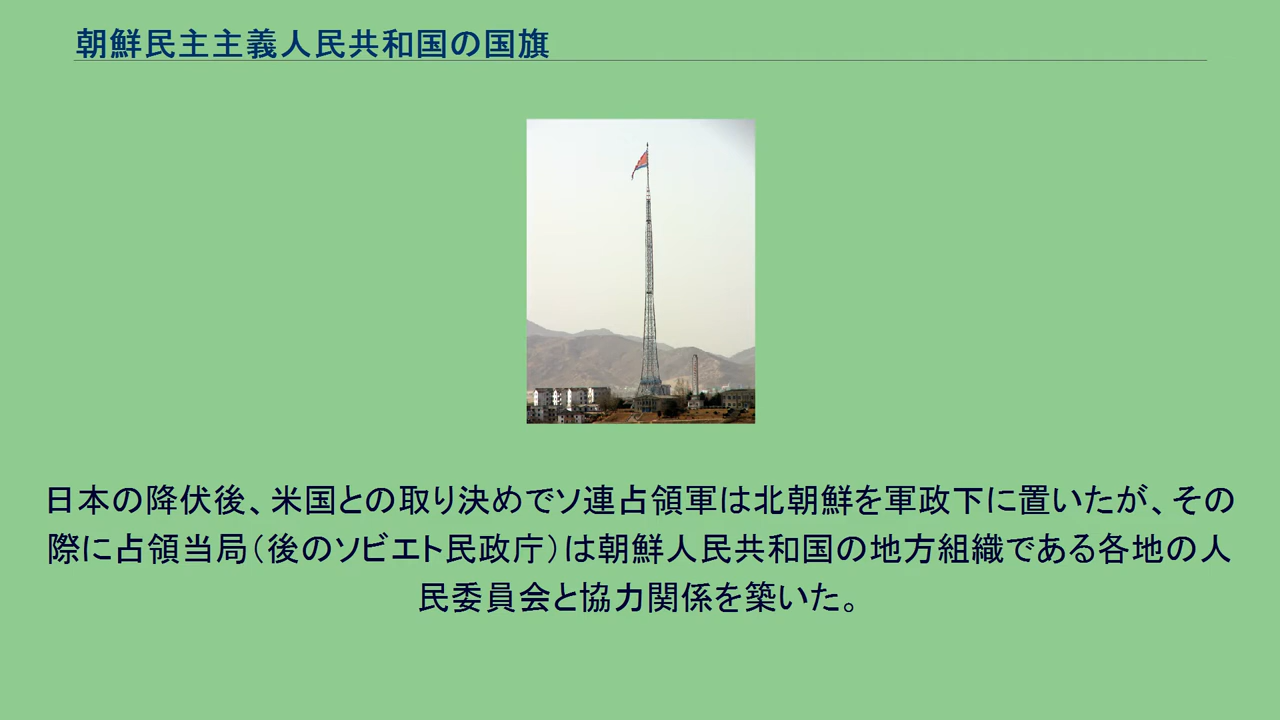 朝鮮民主主義人民共和国の国旗
日本の降伏後、米国との取り決めでソ連占領軍は北朝鮮を軍政下に置いたが、その
際に占領当局（後のソビエト民政庁）は朝鮮人民共和国の地方組織である各地の人
民委員会と協力関係を築いた。